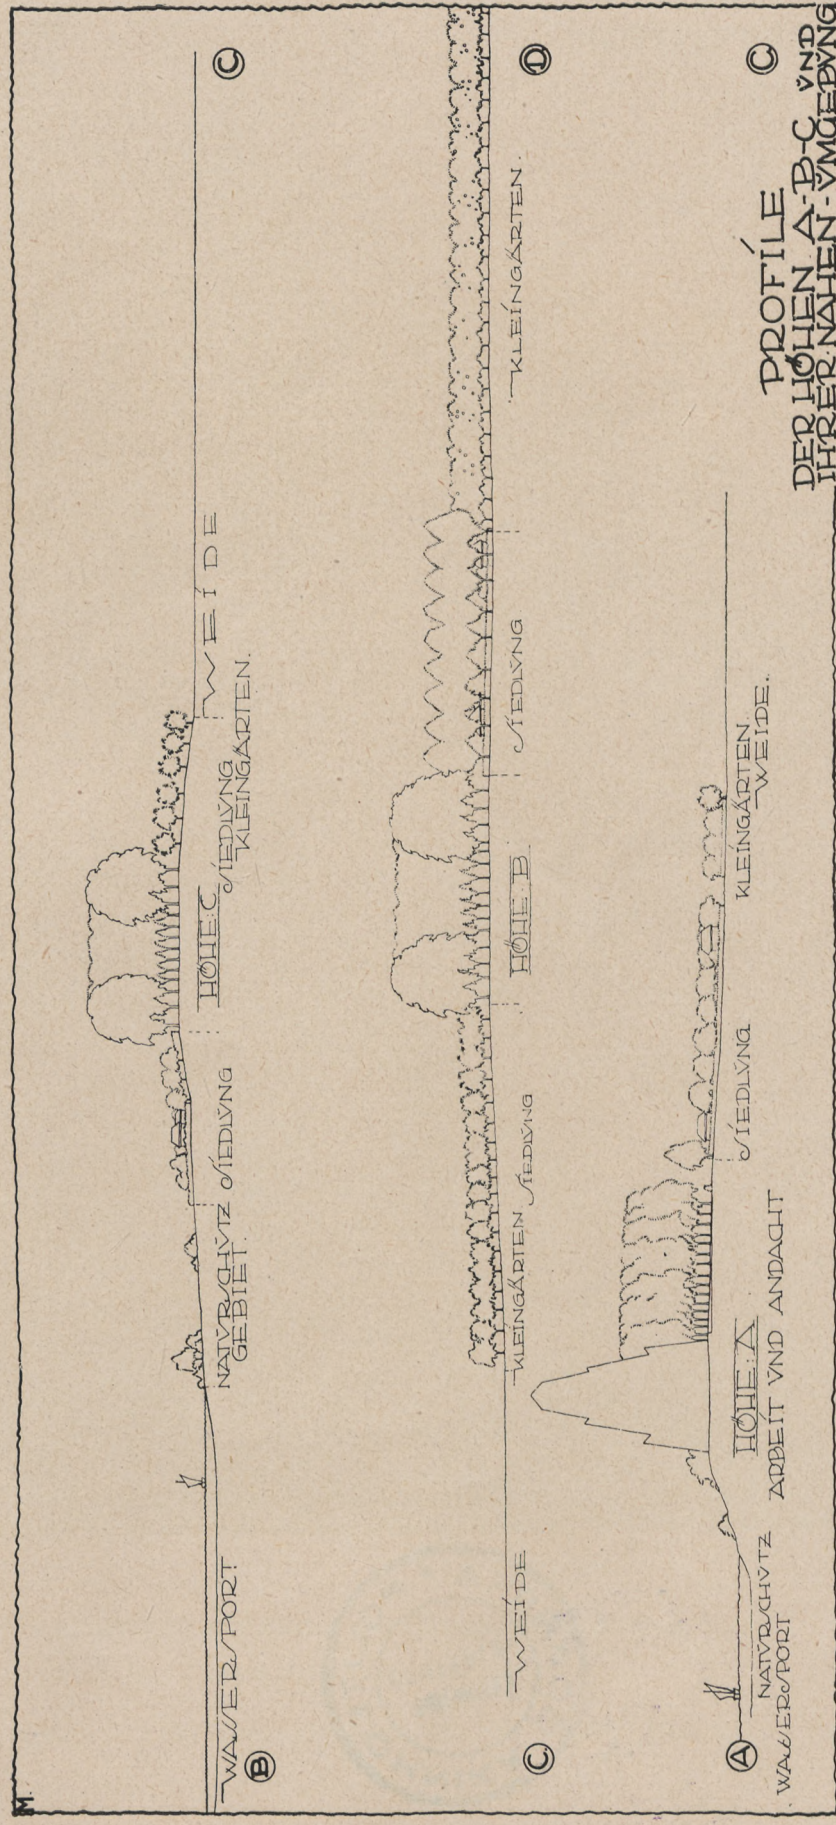 M.
WASSERSPORT
NATURSCHUTZ
GEBIET.
SIEDLUNG
HÖHE: C
SIEDLUNG
KLEINGÄRTEN.
WEIDE
B
C
WEIDE
KLEINGÄRTEN
SIEDLUNG
HÖHE: B
SIEDLUNG
KLEINGÄRTEN.
C.
D
NATURSCHUTZ
WASSERSPORT
HÖHE: A
ARBEIT UND ANDACHT
SIEDLUNG
KLEINGÄRTEN.
WEIDE.
A
C
PROFILE
DER HÖHEN A-B-C UND
IHRER NAHEN-UMGEBUNG